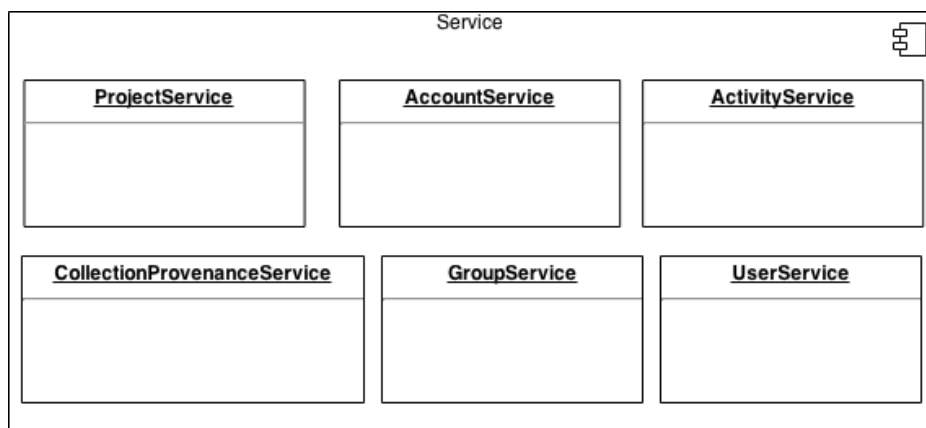 Service
ProjectService
AccountService
ActivityService
CollectionProvenanceService
GroupService
UserService